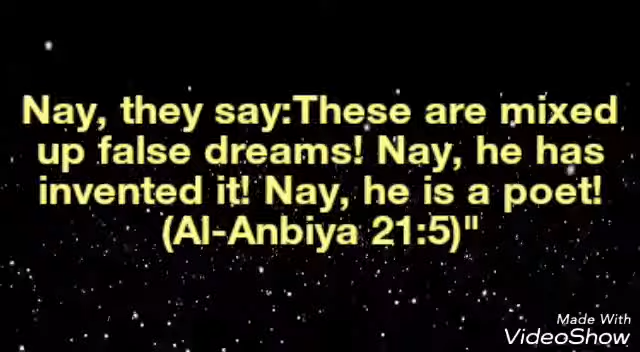 Nay, they say:These are mixed
up false dreams! Nay, he has
invented it! Nay, he is a poet!
(Al-Anbiya 21:5)"
Made With
VideoShow